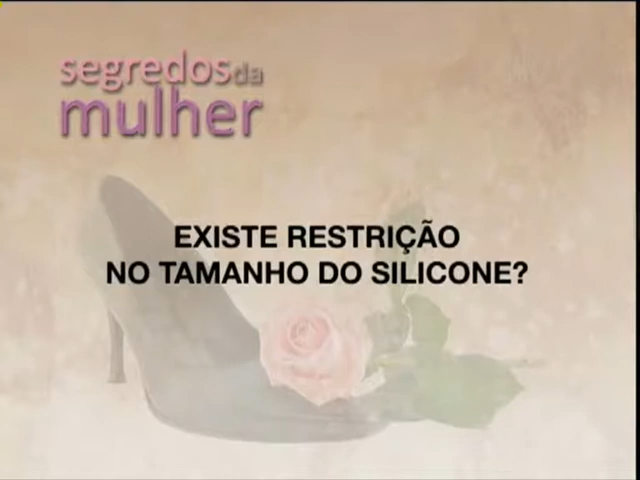 segredos da
mulher
EXISTE RESTRIÇÃO
NO TAMANHO DO SILICONE?